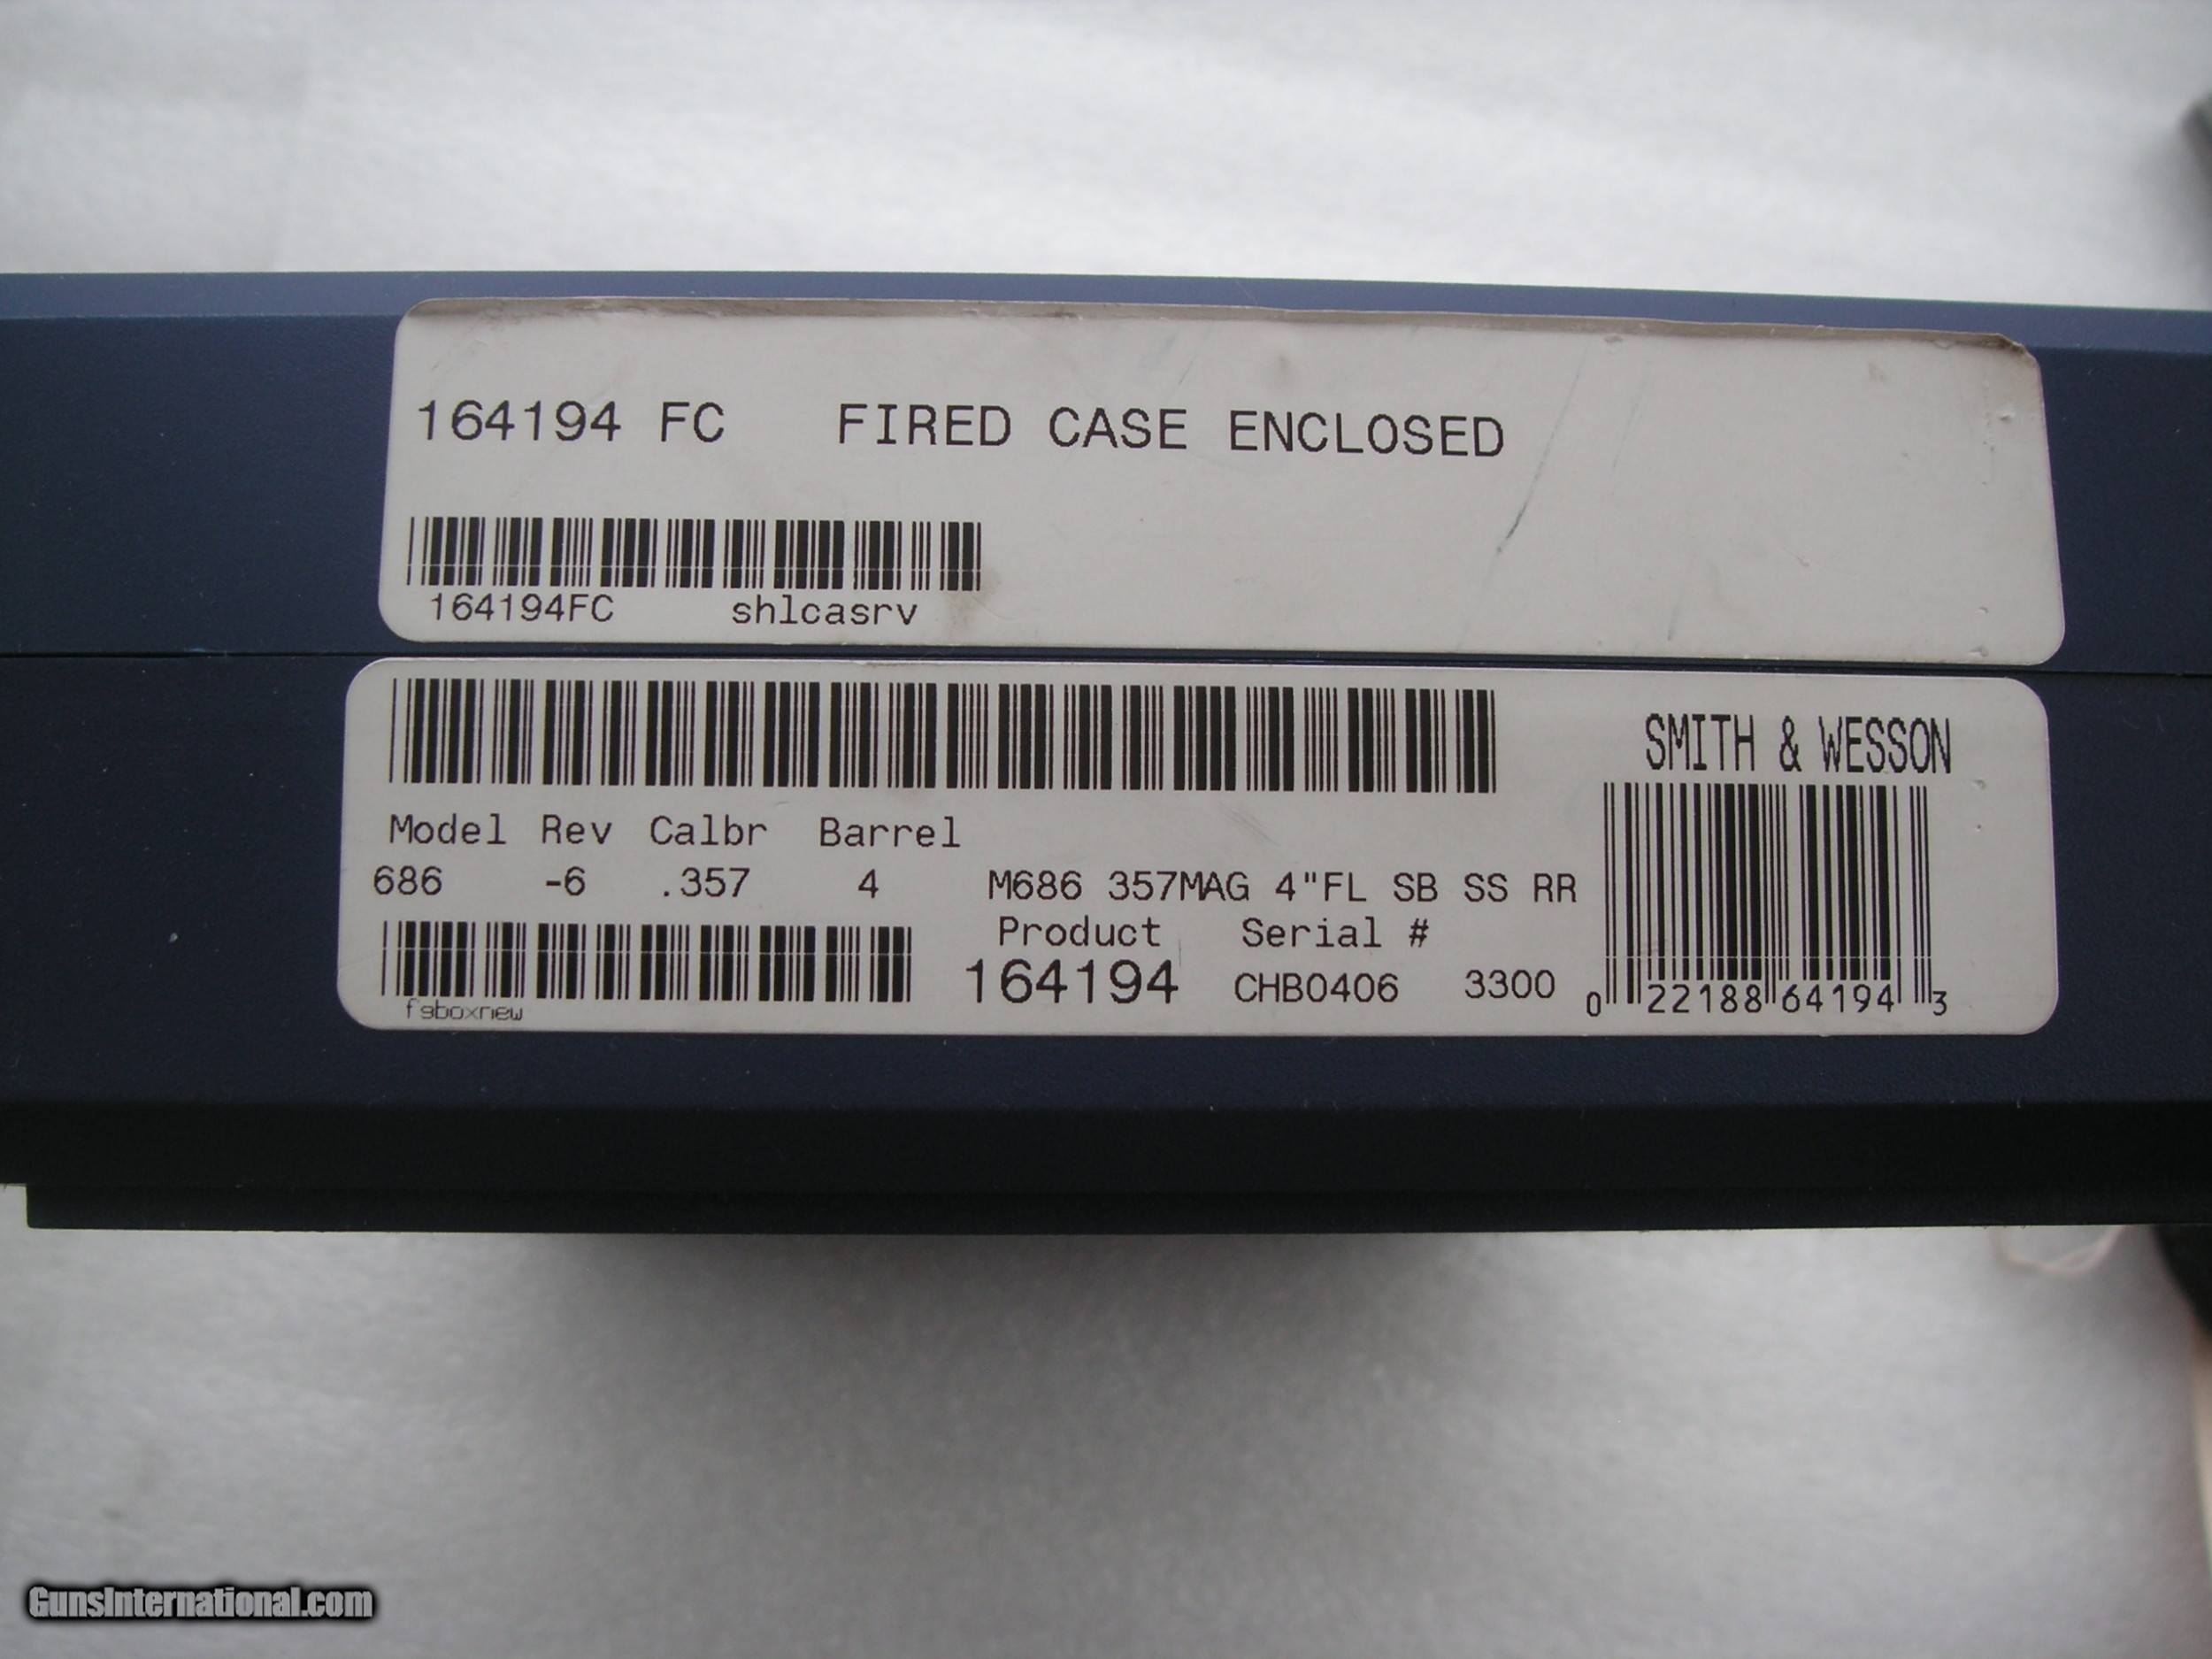 164194 FC FIRED CASE ENCLOSED
164194FC shlcasrv
SMITH & WESSON
Model Rev Calbr Barrel
686 -6 .357 4 M686 357MAG 4"FL SB SS RR
Product Serial #
164194 CHB0406 3300
0 22188 64194 3
fgboxnew
GunsInternational.com